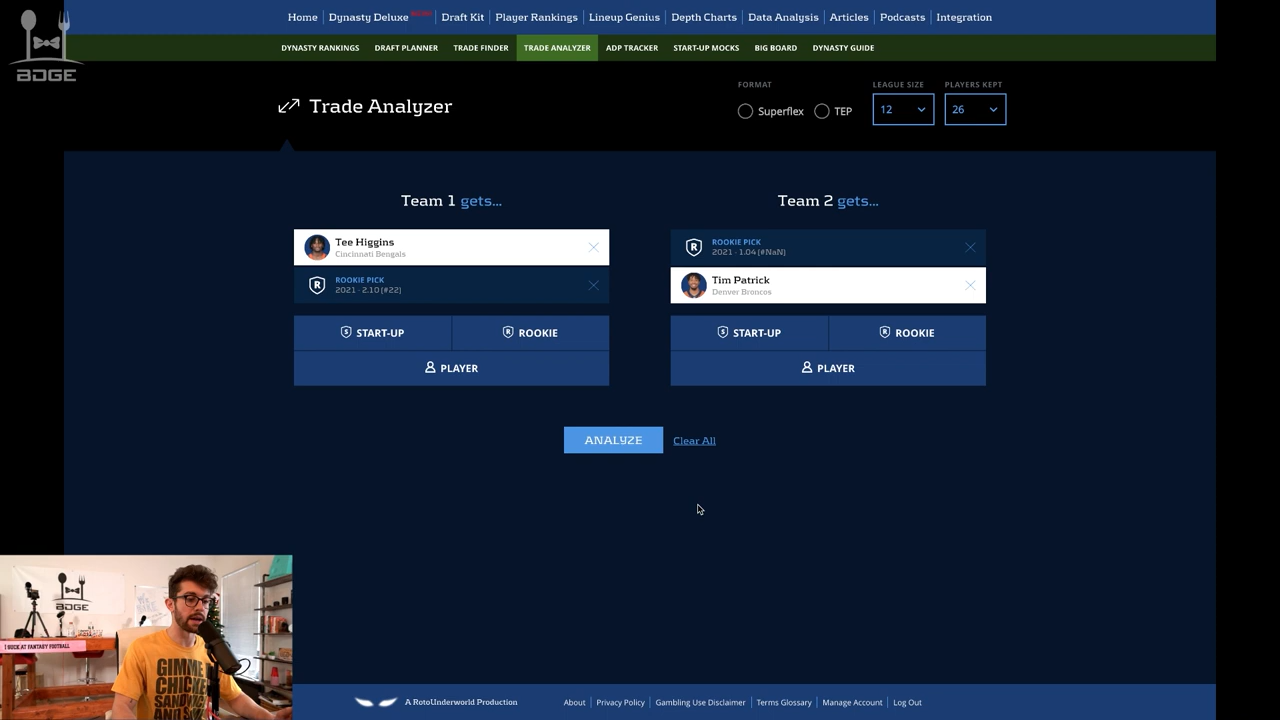 BDGE
Home
Dynasty Deluxe
Draft Kit
Player Rankings
Lineup Genius
Depth Charts
Data Analysis
Articles
Podcasts
Integration
DYNASTY RANKINGS
DRAFT PLANNER
TRADE FINDER
TRADE ANALYZER
ADP TRACKER
START-UP MOCKS
BIG BOARD
DYNASTY GUIDE
Trade Analyzer
FORMAT
Superflex
TEP
LEAGUE SIZE
12
PLAYERS KEPT
26
Team 1 gets...
Tee Higgins
Cincinnati Bengals
R
ROOKIE PICK
2021 - 2.10 [#22]
S START-UP
R ROOKIE
PLAYER
Team 2 gets...
R
ROOKIE PICK
2021 - 1.04 [#NaN]
Tim Patrick
Denver Broncos
S START-UP
R ROOKIE
PLAYER
ANALYZE
Clear All
BDGE
I SUCK AT FANTASY FOOTBALL
GIMME
CHICKE
SANDW
AND S
A RotoUnderworld Production
About
Privacy Policy
Gambling Use Disclaimer
Terms Glossary
Manage Account
Log Out